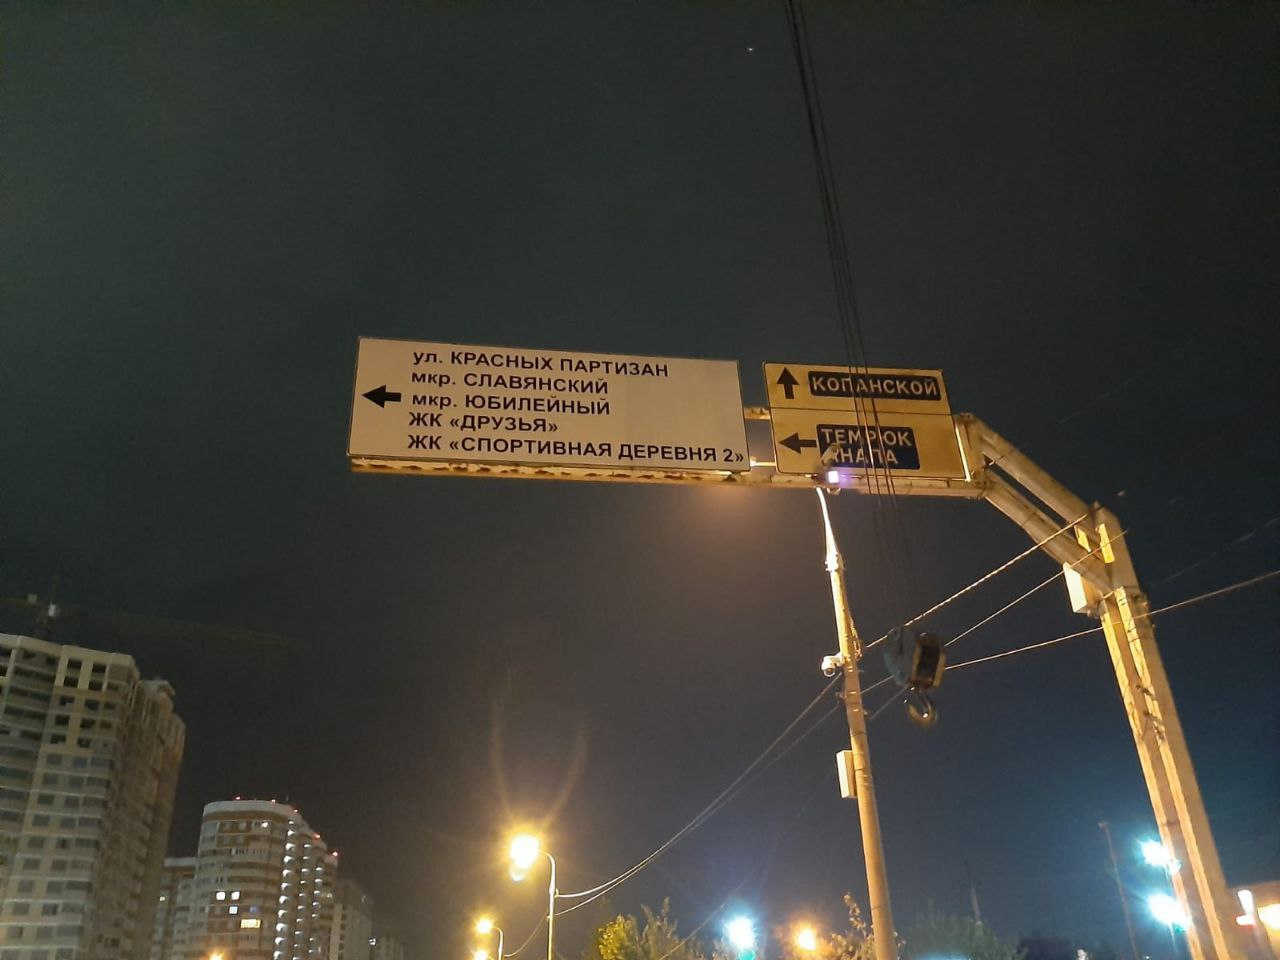 ул. КРАСНЫХ ПАРТИЗАН
мкр. СЛАВЯНСКИЙ
мкр. ЮБИЛЕЙНЫЙ
ЖК «ДРУЗЬЯ»
ЖК «СПОРТИВНАЯ ДЕРЕВНЯ 2»
КОПАНСКОЙ
ТЕМРЮК
АНАПА